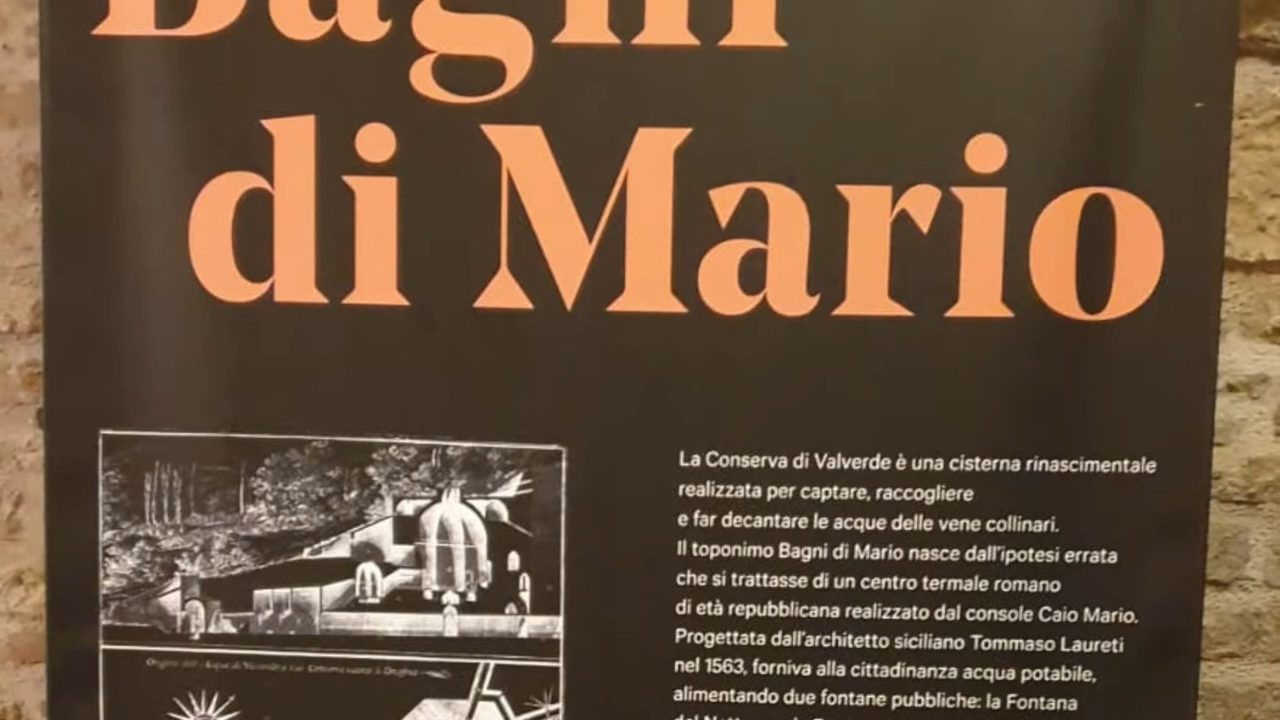 Bagni
di Mario
La Conserva di Valverde è una cisterna rinascimentale
realizzata per captare, raccogliere
e far decantare le acque delle vene collinari.
Il toponimo Bagni di Mario nasce dall'ipotesi errata
che si trattasse di un centro termale romano
di età repubblicana realizzato dal console Caio Mario.
Progettata dall'architetto siciliano Tommaso Laureti
nel 1563, forniva alla cittadinanza acqua potabile,
alimentando due fontane pubbliche: la Fontana